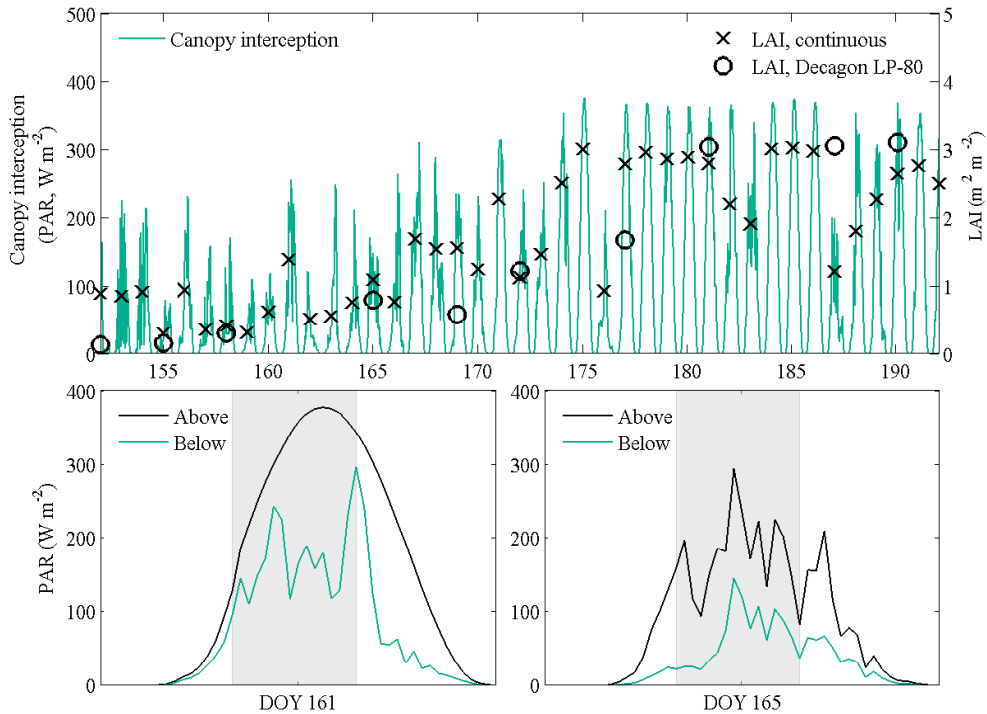 500
400
300
200
100
0
5
4
3
2
1
0
Canopy interception
(PAR, W m⁻²)
LAI (m² m⁻²)
Canopy interception
LAI, continuous
LAI, Decagon LP-80
155
160
165
170
175
180
185
190
400
300
200
100
0
PAR (W m⁻²)
Above
Below
DOY 161
400
300
200
100
0
Above
Below
DOY 165